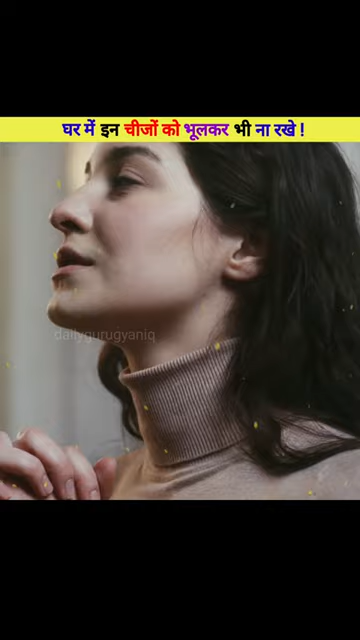 घर में इन चीजों को भूलकर भी ना रखे !
dailygurugyaniq